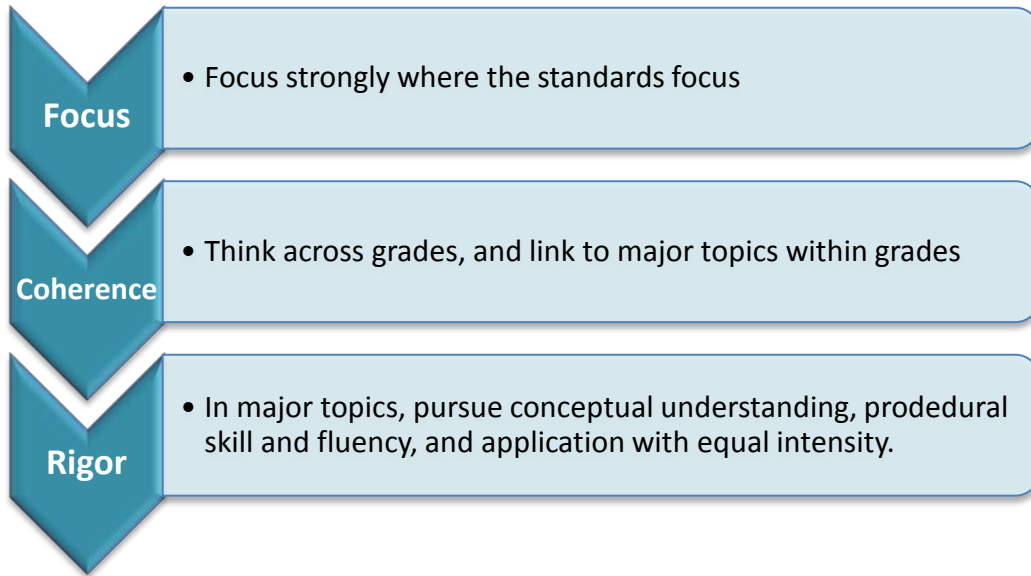 Focus
• Focus strongly where the standards focus
Coherence
• Think across grades, and link to major topics within grades
Rigor
• In major topics, pursue conceptual understanding, prodedural
skill and fluency, and application with equal intensity.